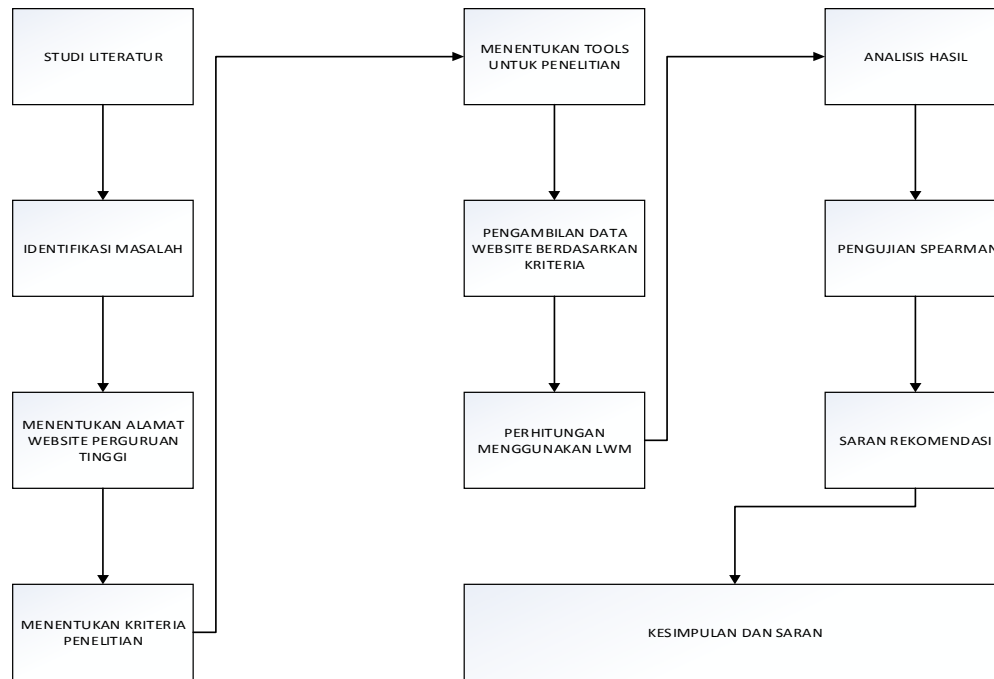 STUDI LITERATUR
IDENTIFIKASI MASALAH
MENENTUKAN ALAMAT
WEBSITE PERGURUAN
TINGGI
MENENTUKAN KRITERIA
PENELITIAN
MENENTUKAN TOOLS
UNTUK PENELITIAN
PENGAMBILAN DATA
WEBSITE BERDASARKAN
KRITERIA
PERHITUNGAN
MENGGUNAKAN LWM
ANALISIS HASIL
PENGUJIAN SPEARMAN
SARAN REKOMENDASI
KESIMPULAN DAN SARAN